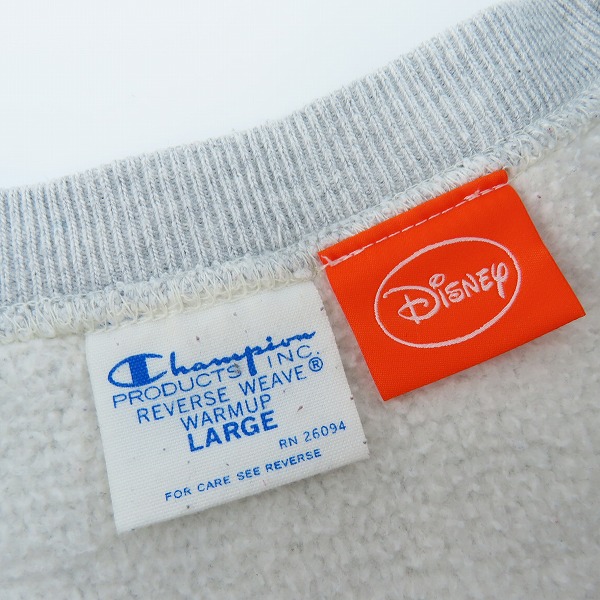 Champion
PRODUCTS INC.
REVERSE WEAVE®
WARMUP
LARGE
RN 26094
FOR CARE SEE REVERSE
DISNEY